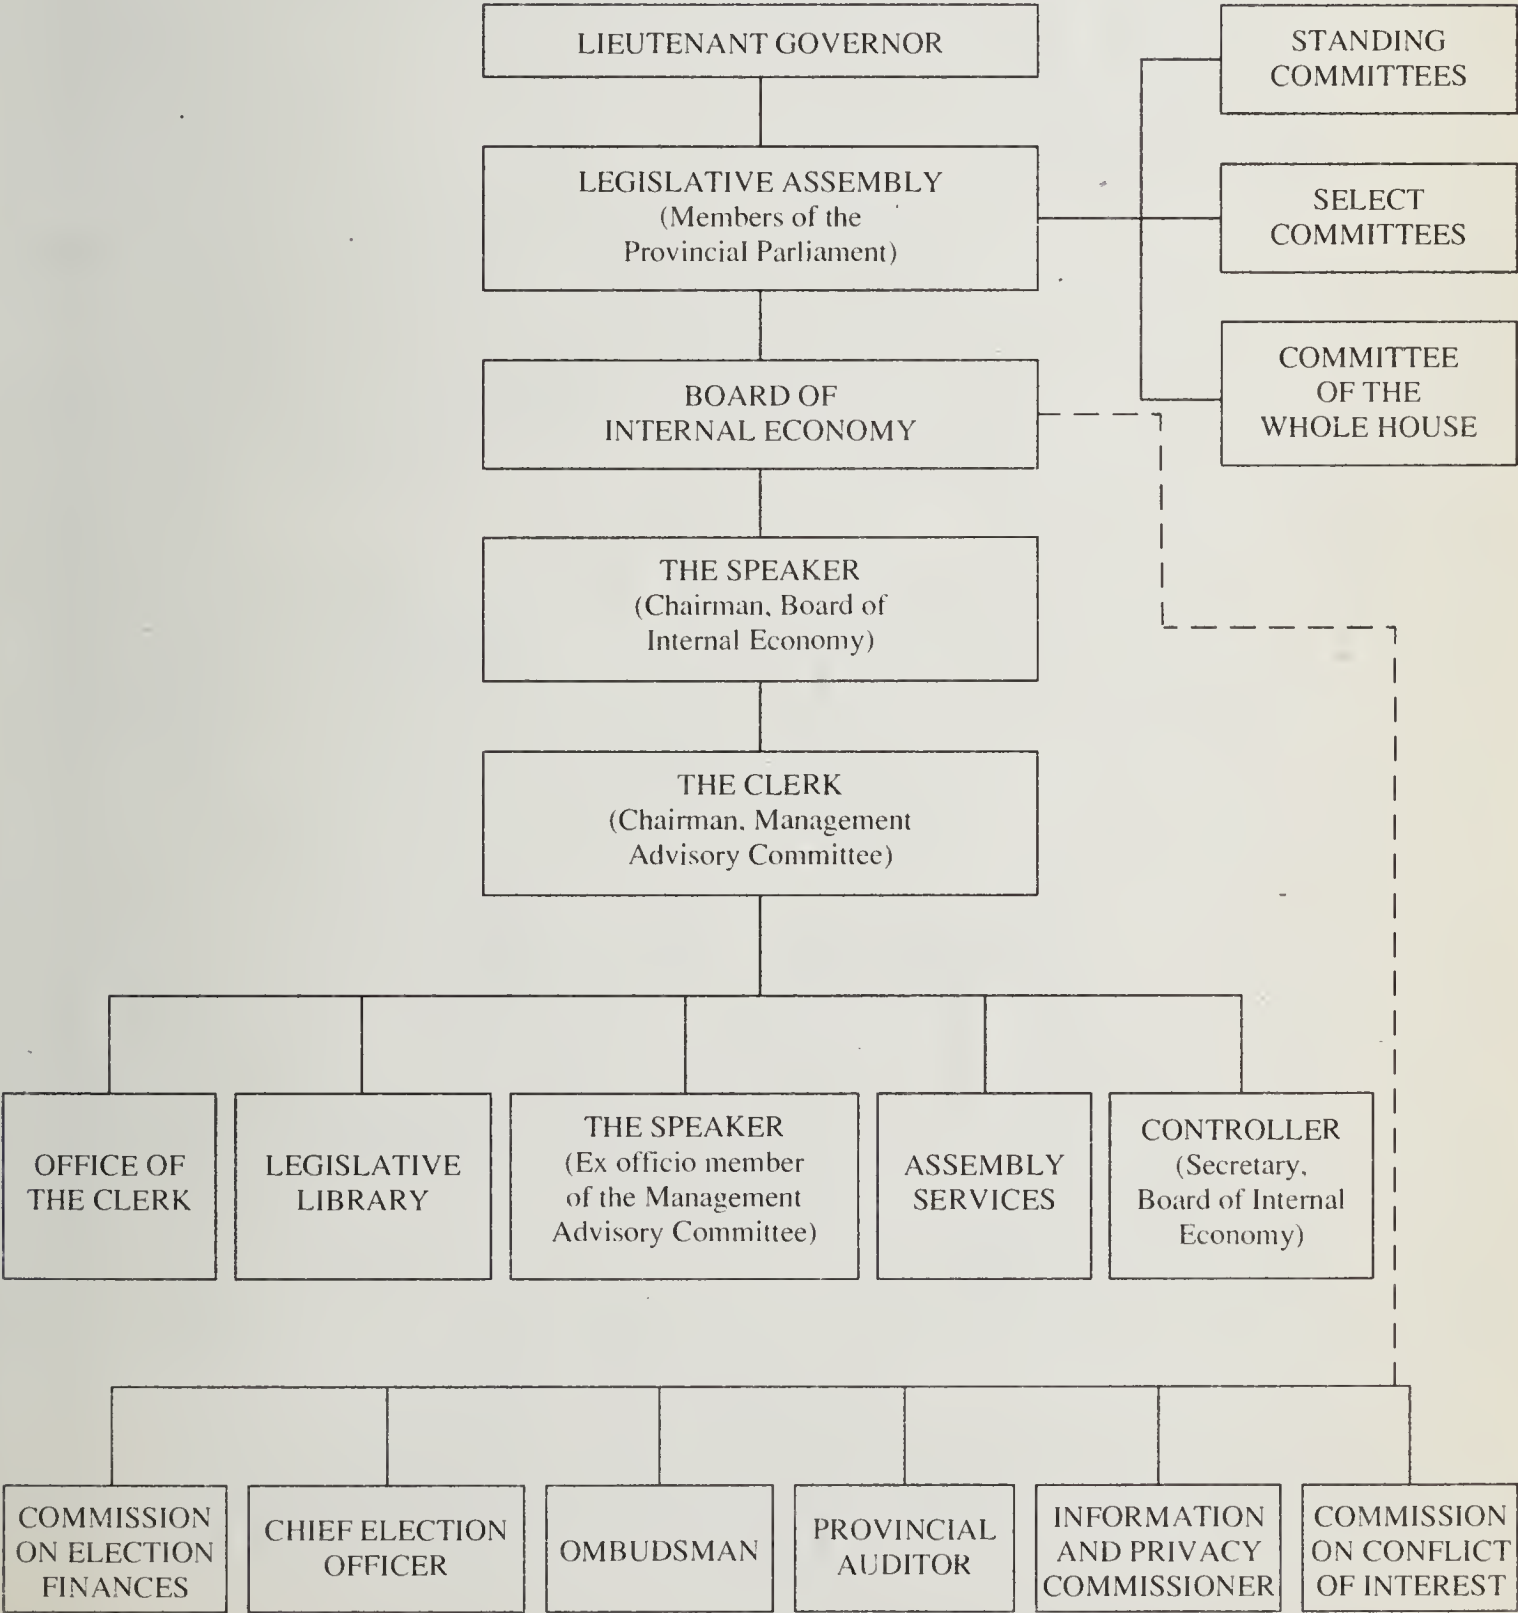 LIEUTENANT GOVERNOR
STANDING
COMMITTEES
LEGISLATIVE ASSEMBLY
(Members of the
Provincial Parliament)
SELECT
COMMITTEES
COMMITTEE
OF THE
WHOLE HOUSE
BOARD OF
INTERNAL ECONOMY
THE SPEAKER
(Chairman, Board of
Internal Economy)
THE CLERK
(Chairman, Management
Advisory Committee)
OFFICE OF
THE CLERK
LEGISLATIVE
LIBRARY
THE SPEAKER
(Ex officio member
of the Management
Advisory Committee)
ASSEMBLY
SERVICES
CONTROLLER
(Secretary,
Board of Internal
Economy)
COMMISSION
ON ELECTION
FINANCES
CHIEF ELECTION
OFFICER
OMBUDSMAN
PROVINCIAL
AUDITOR
INFORMATION
AND PRIVACY
COMMISSIONER
COMMISSION
ON CONFLICT
OF INTEREST